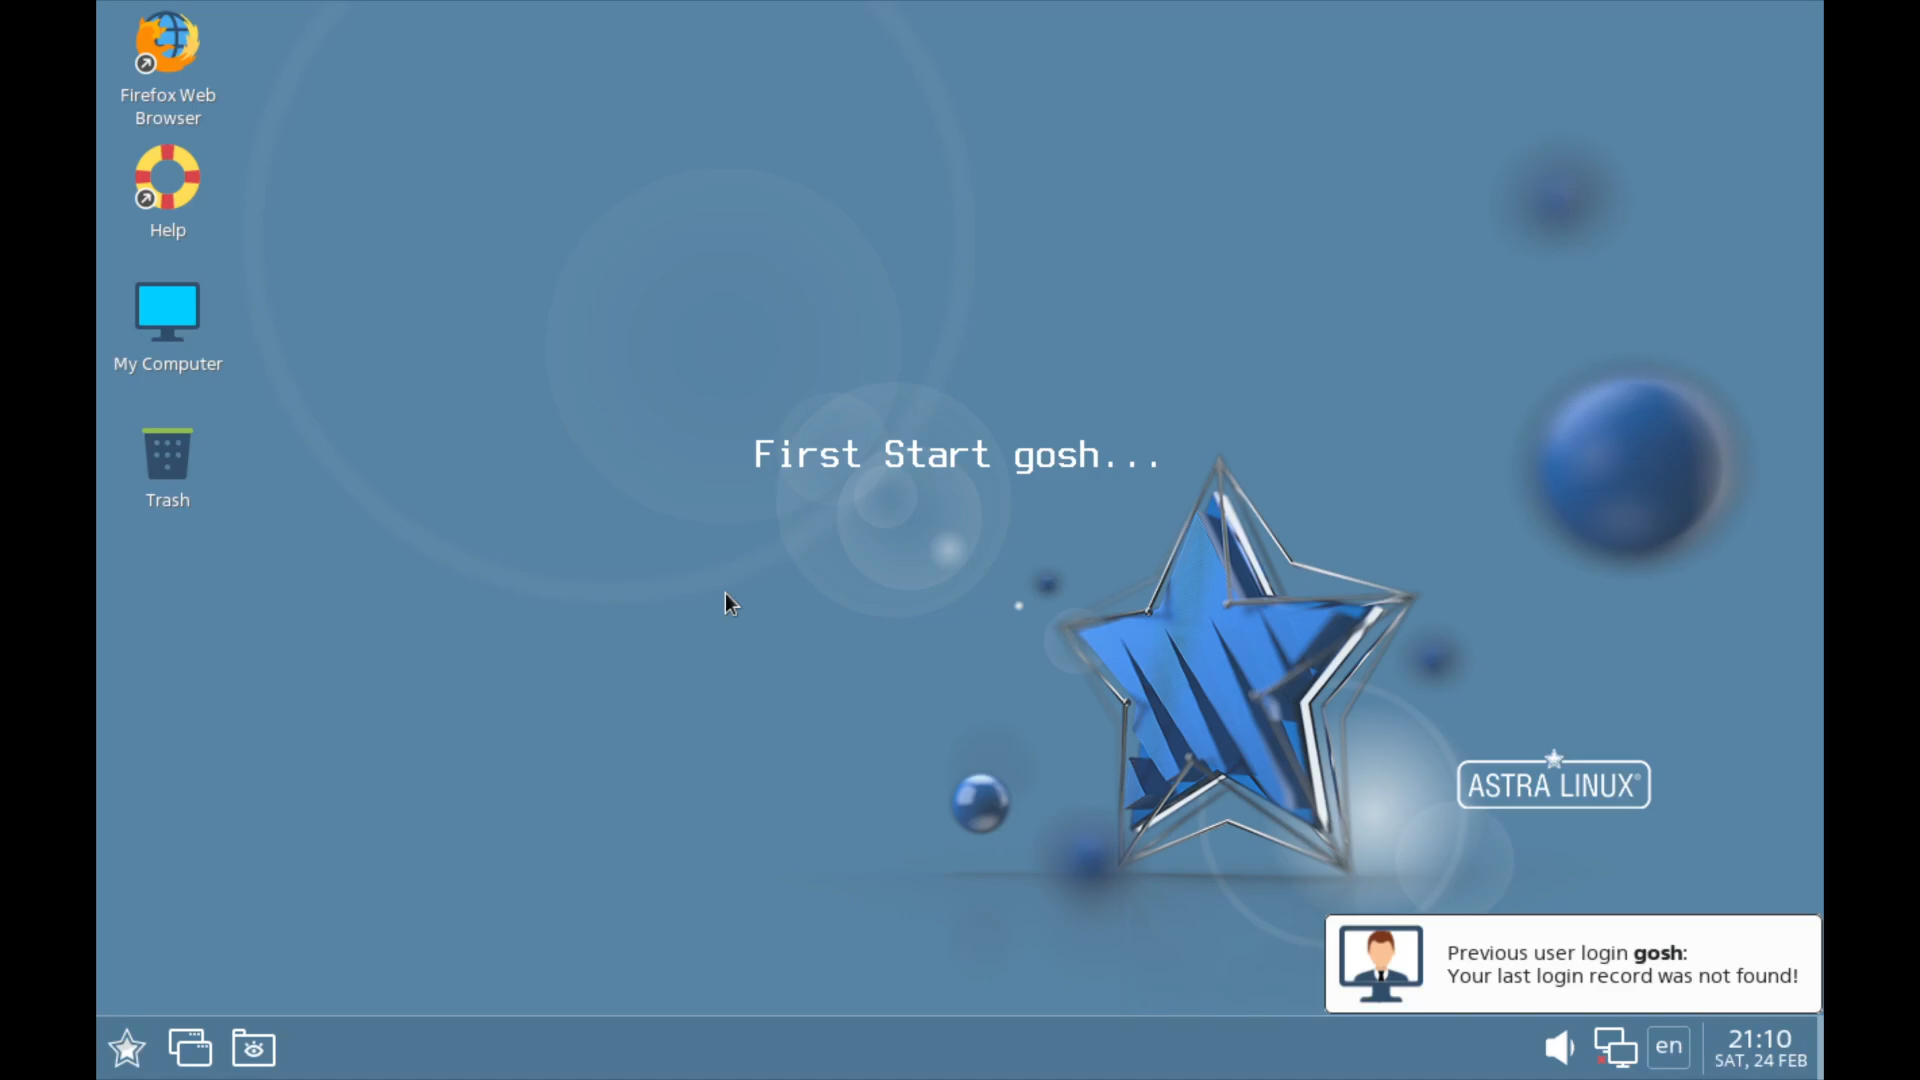 Firefox Web
Browser
Help
My Computer
Trash
First Start gosh...
ASTRA LINUX®
Previous user login gosh:
Your last login record was not found!
en
21:10
SAT, 24 FEB